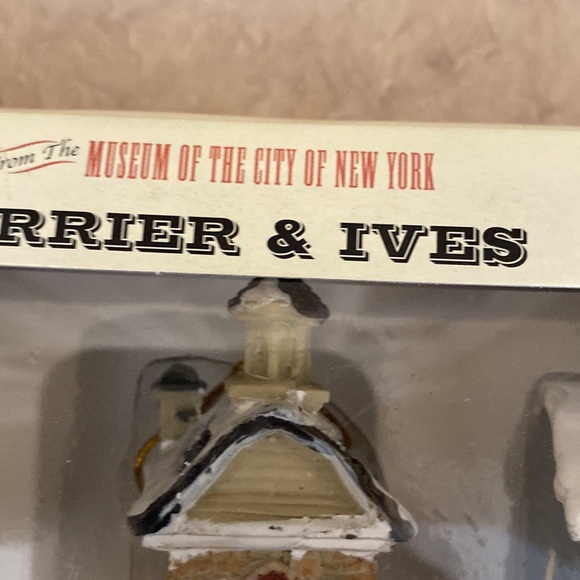 rom The MUSEUM OF THE CITY OF NEW YORK
RRIER & IVES